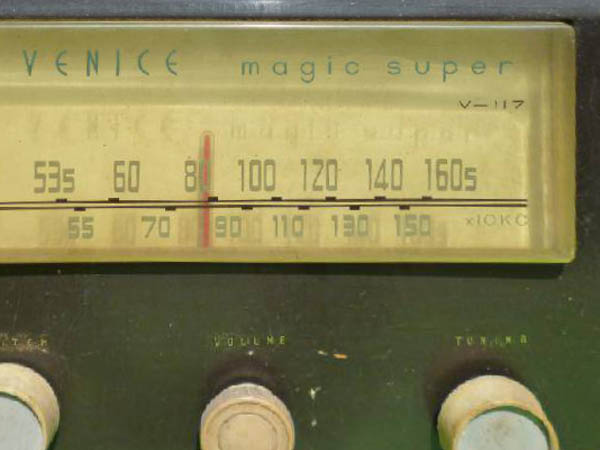 VENICE magic super
V-117
53s 60 80 100 120 140 160s
55 70 90 110 130 150 x10KC
VOLUME TUNING